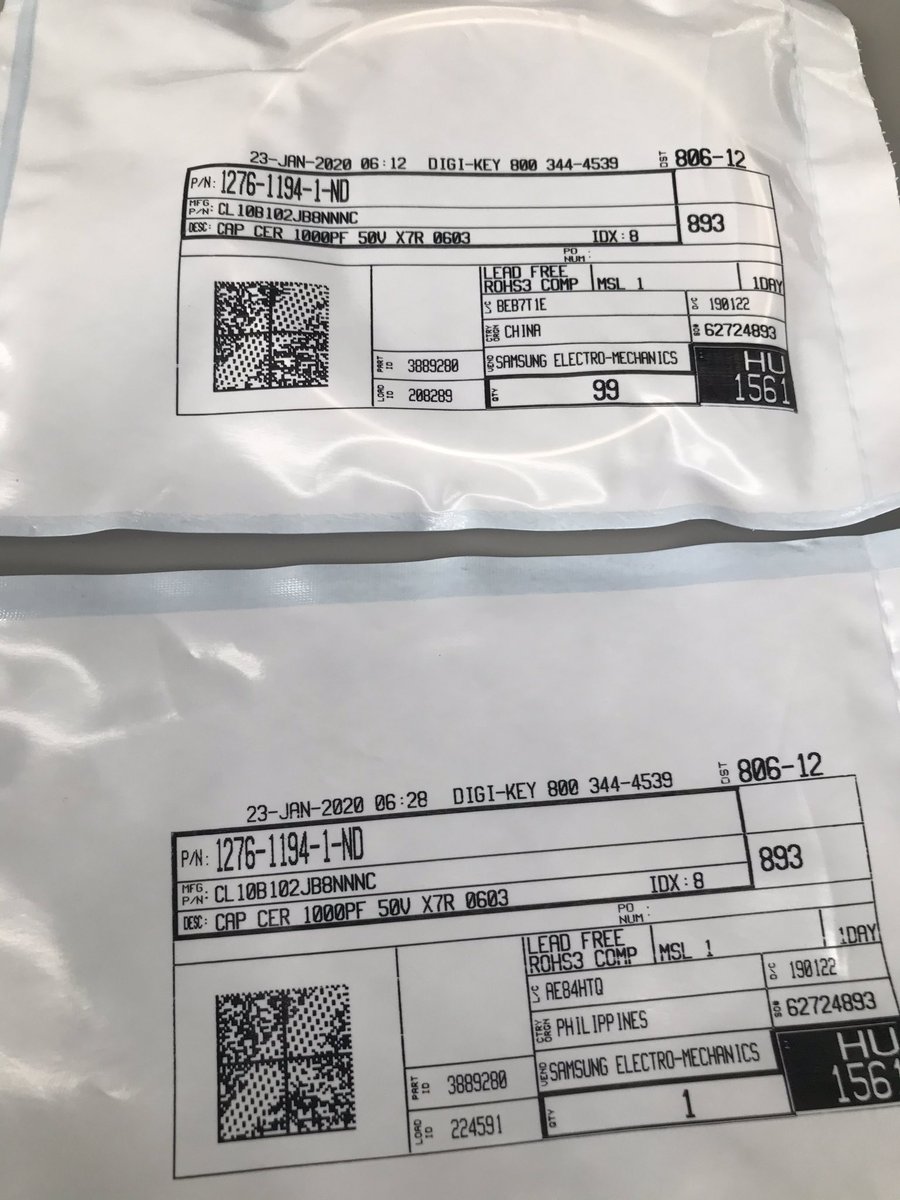 23-JAN-2020 06:12 DIGI-KEY 800 344-4539 DST 806-12
P/N: 1276-1194-1-ND
MFG. P/N: CL10B102JB8NNNC
893
DESC: CAP CER 1000PF 50V X7R 0603 IDX:8
PO NUM :
LEAD FREE
ROHS3 COMP MSL 1 1DAY
L/C BEB7T1E D/C 190122
CTRY ORGN CHINA SO# 62724893
PART ID 3889280 VEND SAMSUNG ELECTRO-MECHANICS HU
LOAD ID 208289 QTY 99 1561
23-JAN-2020 06:28 DIGI-KEY 800 344-4539 DST 806-12
P/N: 1276-1194-1-ND
893
MFG. P/N: CL10B102JB8NNNC
DESC: CAP CER 1000PF 50V X7R 0603 IDX:8
PO NUM :
LEAD FREE
ROHS3 COMP MSL 1 1DAY
L/C AE84HTQ D/C 190122
CTRY ORGN PHILIPPINES SO# 62724893
PART ID 3889280 VEND SAMSUNG ELECTRO-MECHANICS HU
LOAD ID 224591 QTY 1 1561